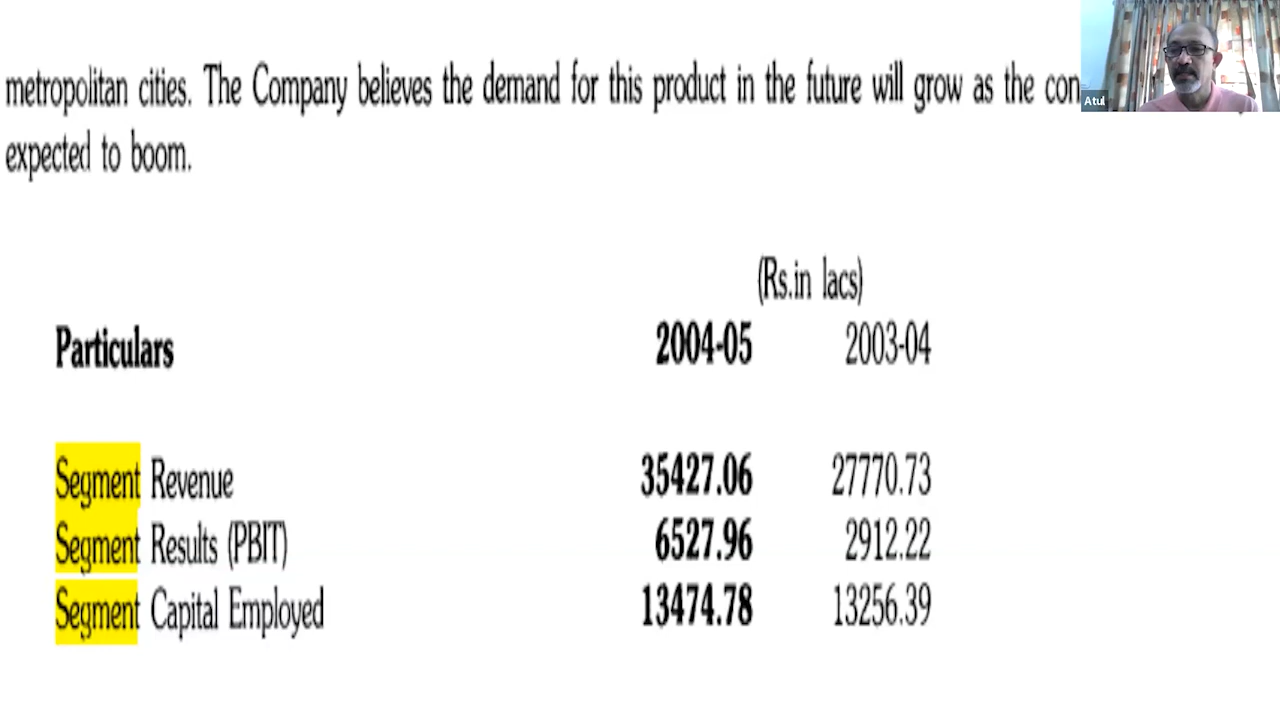 metropolitan cities. The Company believes the demand for this product in the future will grow as the con
Atul
expected to boom.
(Rs.in lacs)
Particulars 2004-05 2003-04
Segment Revenue 35427.06 27770.73
Segment Results (PBIT) 6527.96 2912.22
Segment Capital Employed 13474.78 13256.39